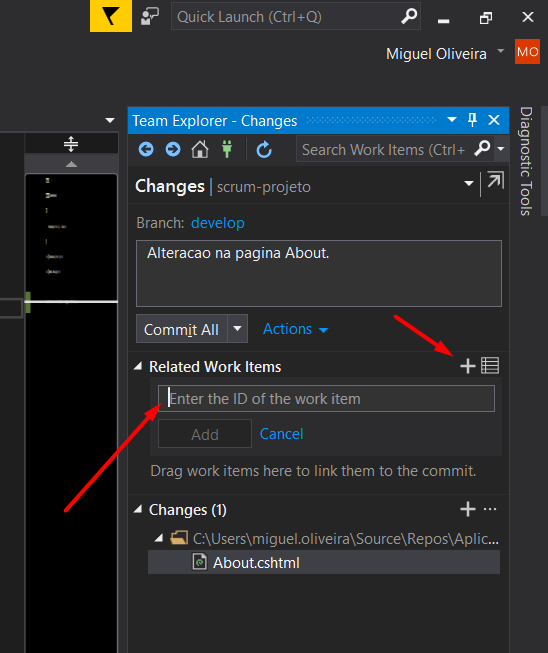 Quick Launch (Ctrl+Q)
Miguel Oliveira
MO
Team Explorer - Changes
Diagnostic Tools
Search Work Items (Ctrl+
Changes | scrum-projeto
Branch: develop
Alteracao na pagina About.
Commit All
Actions
Related Work Items
Enter the ID of the work item
Add
Cancel
Drag work items here to link them to the commit.
Changes (1)
C:\Users\miguel.oliveira\Source\Repos\Aplic...
About.cshtml